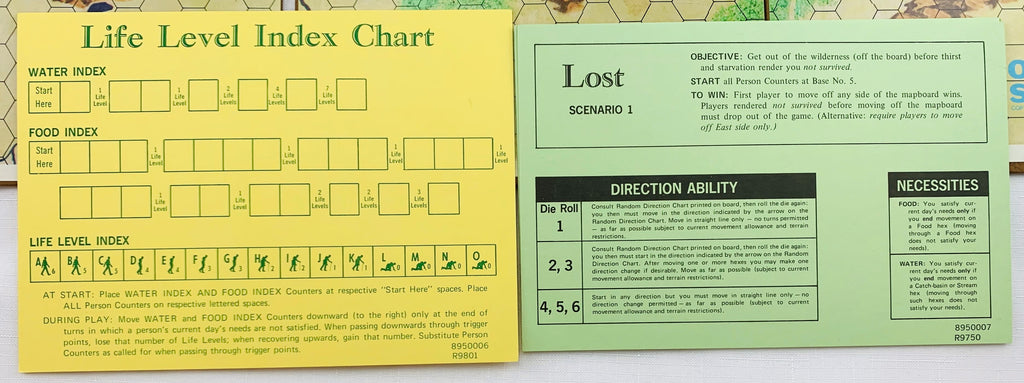 Life Level Index Chart
WATER INDEX
Start
Here
1
Life
Level
1
Life
Level
2
Life
Levels
4
Life
Levels
7
Life
Levels
FOOD INDEX
Start
Here
1
Life
Level
1
Life
Level
1
Life
Level
1
Life
Level
1
Life
Level
1
Life
Level
2
Life
Levels
2
Life
Levels
3
Life
Levels
LIFE LEVEL INDEX
A 6
B 5
C 5
D 4
E 4
F 3
G 3
H 2
I 2
J 1
K 1
L 0
M 0
N 0
O 0
AT START: Place WATER INDEX AND FOOD INDEX Counters at respective "Start Here" spaces. Place
ALL Person Counters on respective lettered spaces.
DURING PLAY: Move WATER and FOOD INDEX Counters downward (to the right) only at the end of
turns in which a person's current day's needs are not satisfied. When passing downwards through trigger
points, lose that number of Life Levels; when recovering upwards, gain that number. Substitute Person
Counters as called for when passing through trigger points.
8950006
R9801
Lost
SCENARIO 1
OBJECTIVE: Get out of the wilderness (off the board) before thirst
and starvation render you not survived.
START all Person Counters at Base No. 5.
TO WIN: First player to move off any side of the mapboard wins.
Players rendered not survived before moving off the mapboard
must drop out of the game. (Alternative: require players to move
off East side only.)
DIRECTION ABILITY
Die Roll
1
Consult Random Direction Chart printed on board, then roll the die again:
you then must move in the direction indicated by the arrow on the
Random Direction Chart. Move in straight line only — no turns permitted
— as far as possible subject to current movement allowance and terrain
restrictions.
2, 3
Consult Random Direction Chart printed on board, then roll the die again:
you then must start in the direction indicated by the arrow on the Random
Direction Chart. After moving one or more hexes you may make one
direction change if desirable. Move as far as possible (subject to current
movement allowance and terrain restrictions).
4, 5, 6
Start in any direction but you must move in straight line only — no
direction change permitted — as far as possible (subject to current
movement allowance and terrain restrictions).
NECESSITIES
FOOD: You satisfy cur-
rent day's needs only if
you end movement on
a Food hex (moving
through a Food hex
does not satisfy your
needs).
WATER: You satisfy cur-
rent day's needs only if
you end movement on
a Catch-basin or Stream
hex (moving through
such hexes does not
satisfy your needs).
8950007
R9750